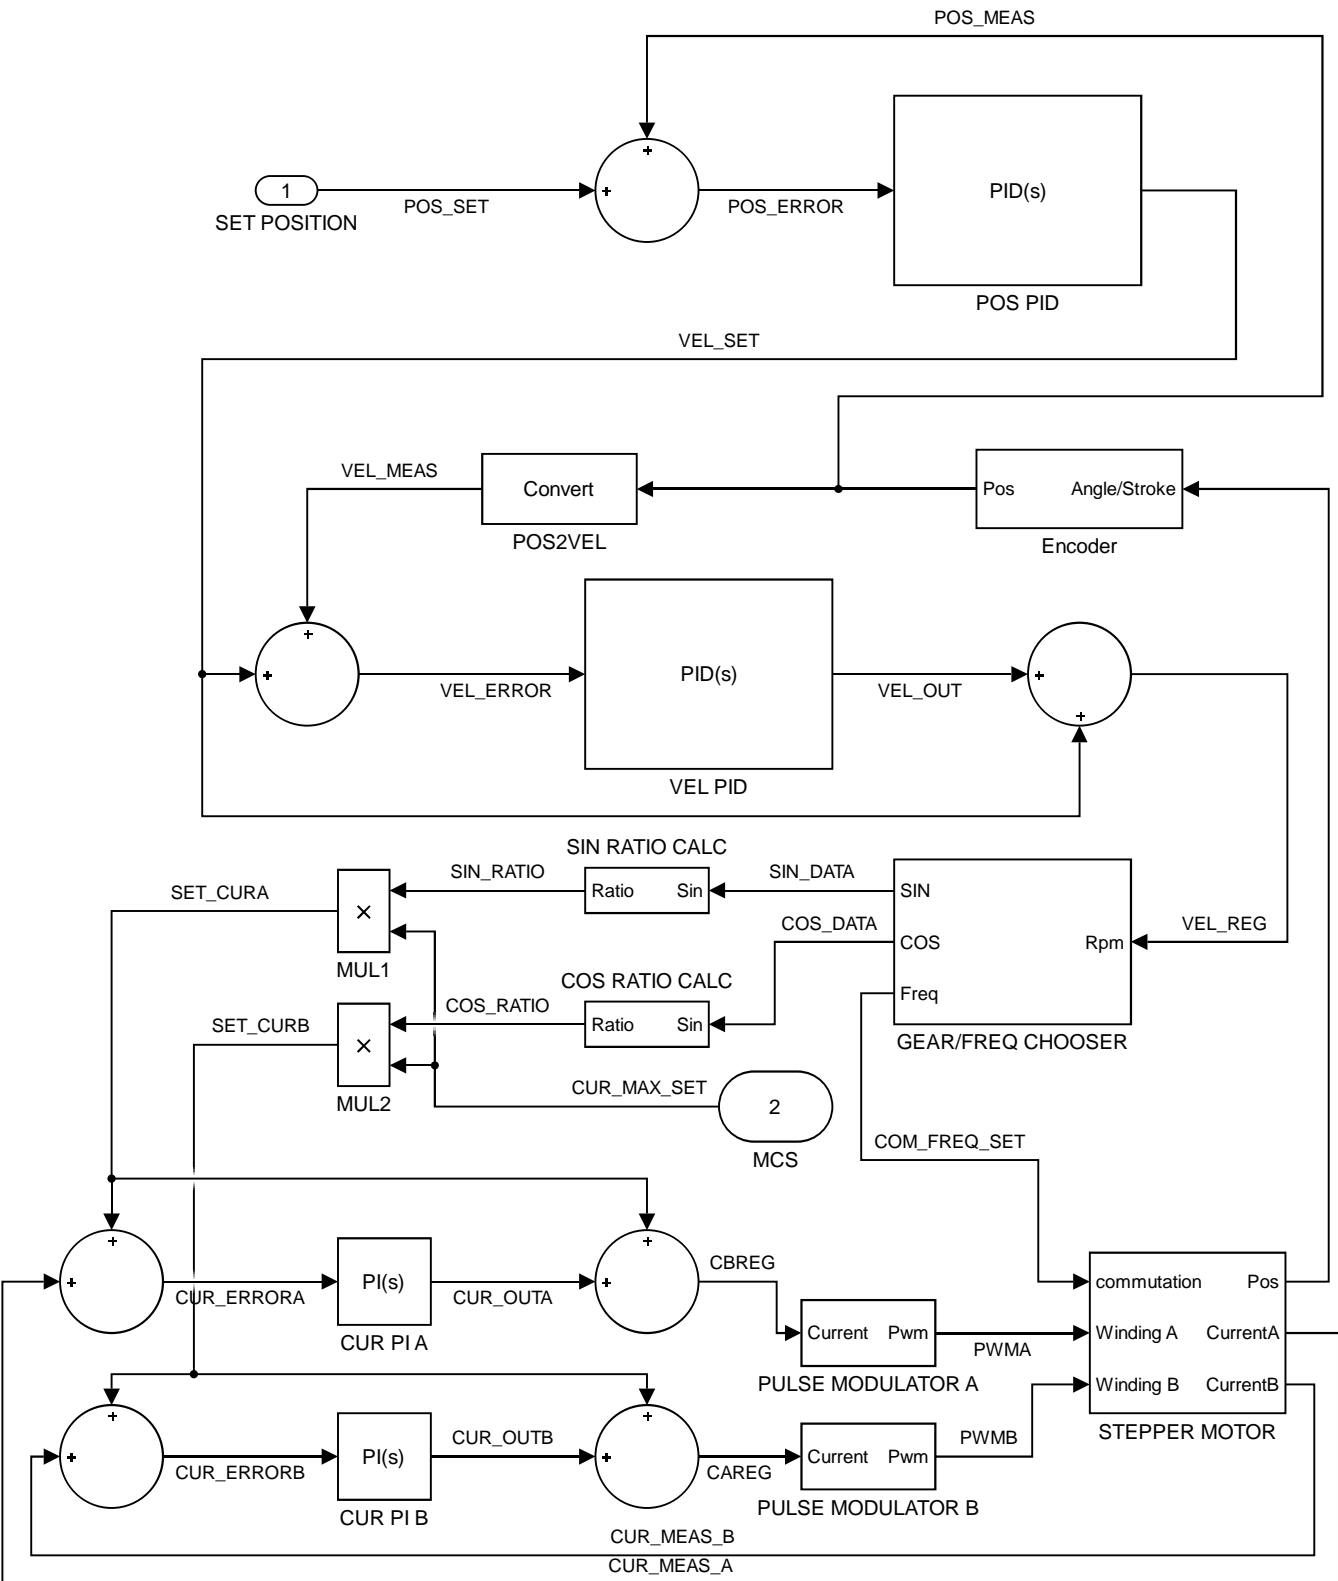 POS_MEAS
+
1
+
PID(s)
POS_SET
POS_ERROR
SET POSITION
POS PID
VEL_SET
VEL_MEAS
Convert
Pos Angle/Stroke
POS2VEL
Encoder
+
+
PID(s)
+
VEL_ERROR
VEL_OUT
+
VEL PID
SIN RATIO CALC
SIN_RATIO
SIN_DATA
SET_CURA
Ratio Sin
SIN
×
COS_DATA
VEL_REG
COS
Rpm
MUL1
COS RATIO CALC
Freq
COS_RATIO
SET_CURB
Ratio Sin
GEAR/FREQ CHOOSER
×
CUR_MAX_SET
MUL2
2
COM_FREQ_SET
MCS
+
+
CBREG
+
PI(s)
+
commutation Pos
CUR_ERRORA
CUR_OUTA
CUR PI A
Current Pwm
Winding A CurrentA
PWMA
PULSE MODULATOR A
Winding B CurrentB
+
+
STEPPER MOTOR
CUR_OUTB
PWMB
+
PI(s)
+
Current Pwm
CUR_ERRORB
CAREG
CUR PI B
PULSE MODULATOR B
CUR_MEAS_B
CUR_MEAS_A